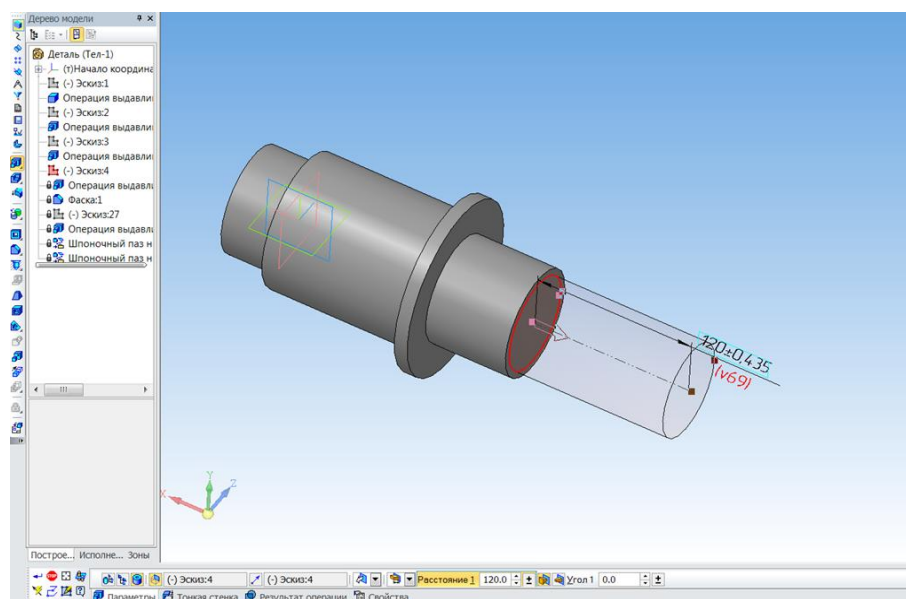 Дерево модели
Деталь (Тел-1)
(т)Начало координа
(-) Эскиз:1
Операция выдавли
(-) Эскиз:2
Операция выдавли
(-) Эскиз:3
Операция выдавли
(-) Эскиз:4
Операция выдавли
Фаска:1
(-) Эскиз:27
Операция выдавли
Шпоночный паз н
Шпоночный паз н
120±0,435
(v69)
Y
Z
X
Построе... Исполне... Зоны
(-) Эскиз:4 (-) Эскиз:4 Расстояние 1 120.0 Угол 1 0.0
Параметры Тонкая стенка Результат операции Свойства